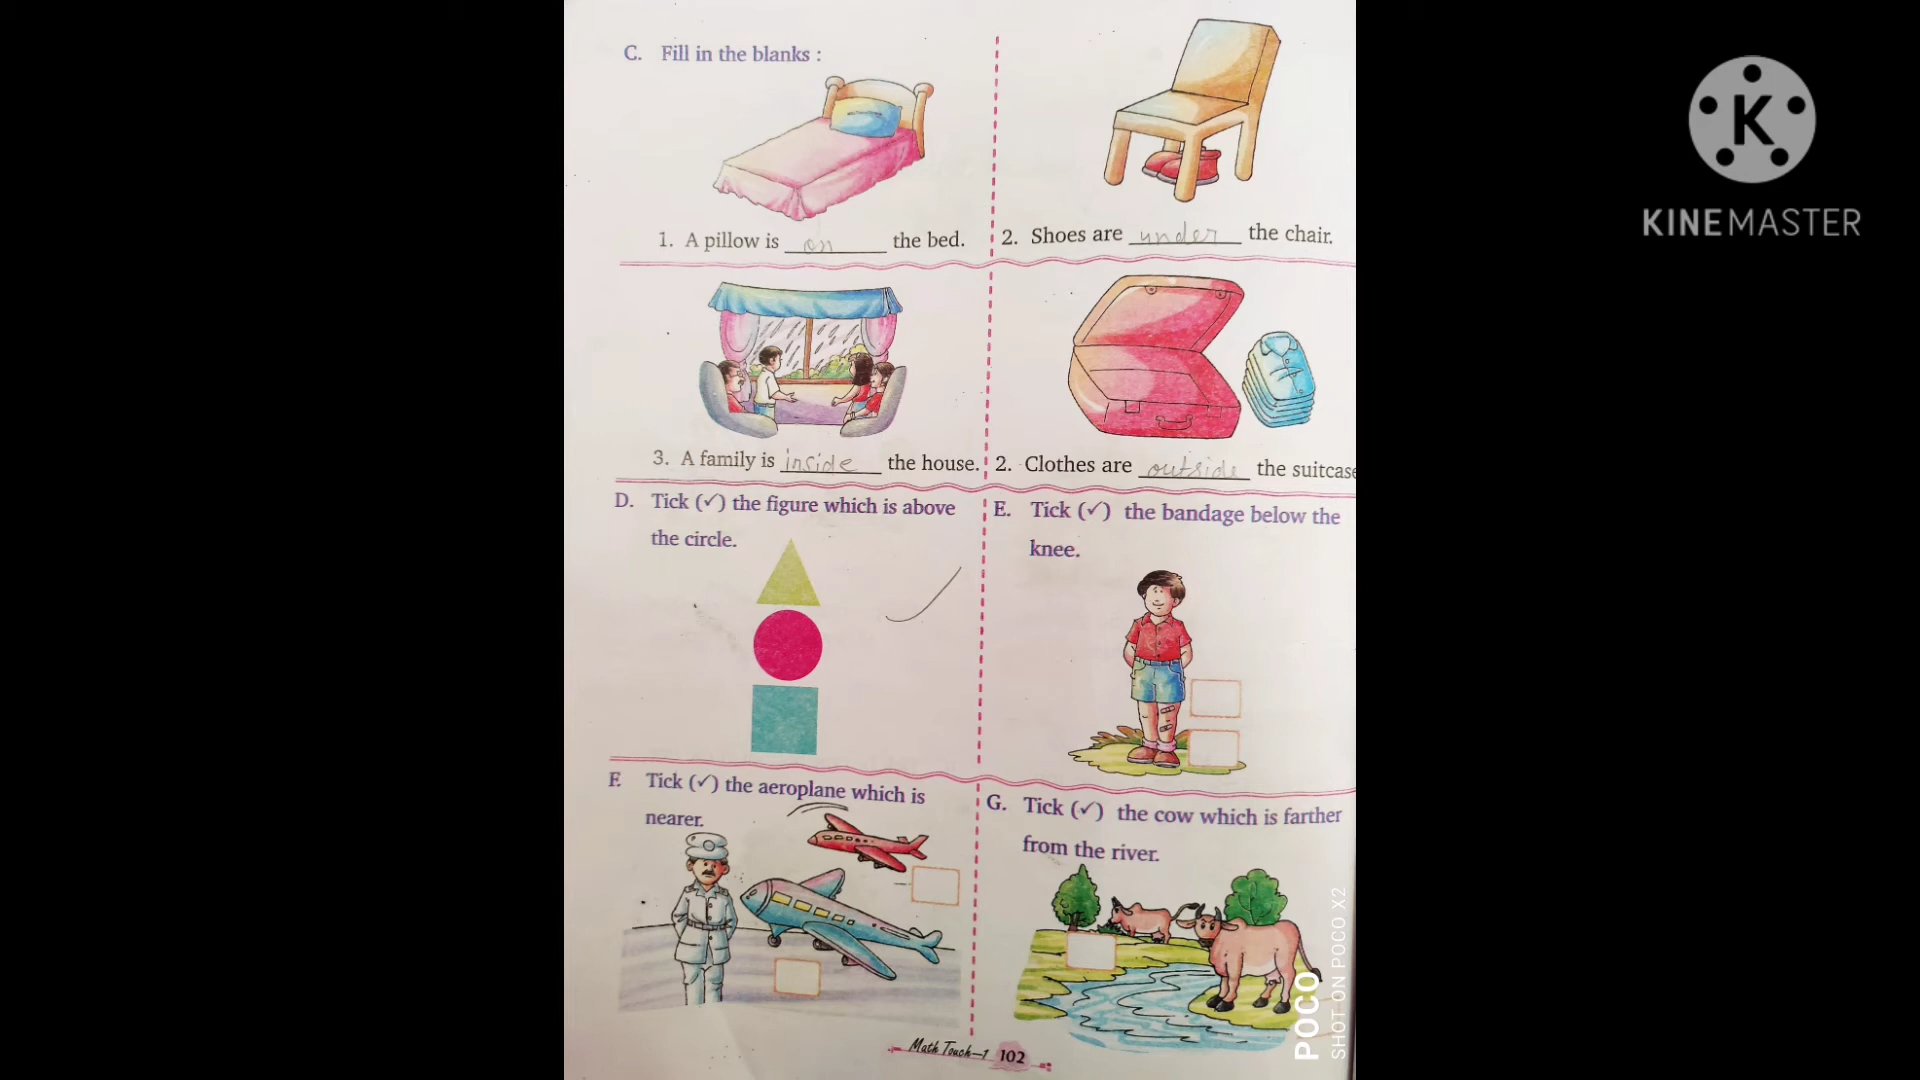 C. Fill in the blanks :
1. A pillow is on the bed.
2. Shoes are under the chair.
3. A family is inside the house.
2. Clothes are outside the suitcase
D. Tick (✓) the figure which is above
the circle.
E. Tick (✓) the bandage below the
knee.
F. Tick (✓) the aeroplane which is
nearer.
G. Tick (✓) the cow which is farther
from the river.
Math Touch-1 102
POCO
SHOT ON POCO X2
K
KINEMASTER